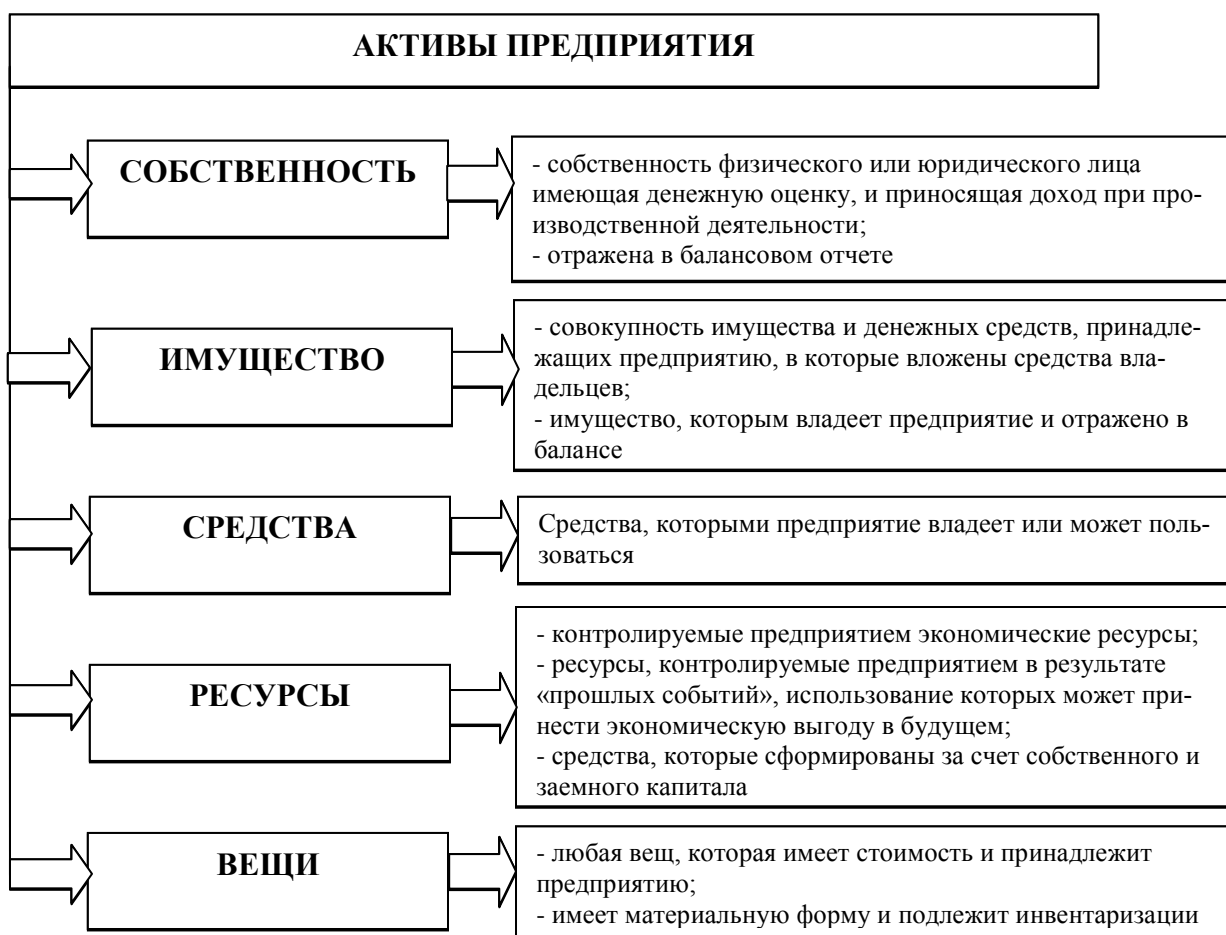 АКТИВЫ ПРЕДПРИЯТИЯ
СОБСТВЕННОСТЬ
- собственность физического или юридического лица
имеющая денежную оценку, и приносящая доход при про-
изводственной деятельности;
- отражена в балансовом отчете
ИМУЩЕСТВО
- совокупность имущества и денежных средств, принадле-
жащих предприятию, в которые вложены средства вла-
дельцев;
- имущество, которым владеет предприятие и отражено в
балансе
СРЕДСТВА
Средства, которыми предприятие владеет или может поль-
зоваться
РЕСУРСЫ
- контролируемые предприятием экономические ресурсы;
- ресурсы, контролируемые предприятием в результате
«прошлых событий», использование которых может при-
нести экономическую выгоду в будущем;
- средства, которые сформированы за счет собственного и
заемного капитала
ВЕЩИ
- любая вещ, которая имеет стоимость и принадлежит
предприятию;
- имеет материальную форму и подлежит инвентаризации